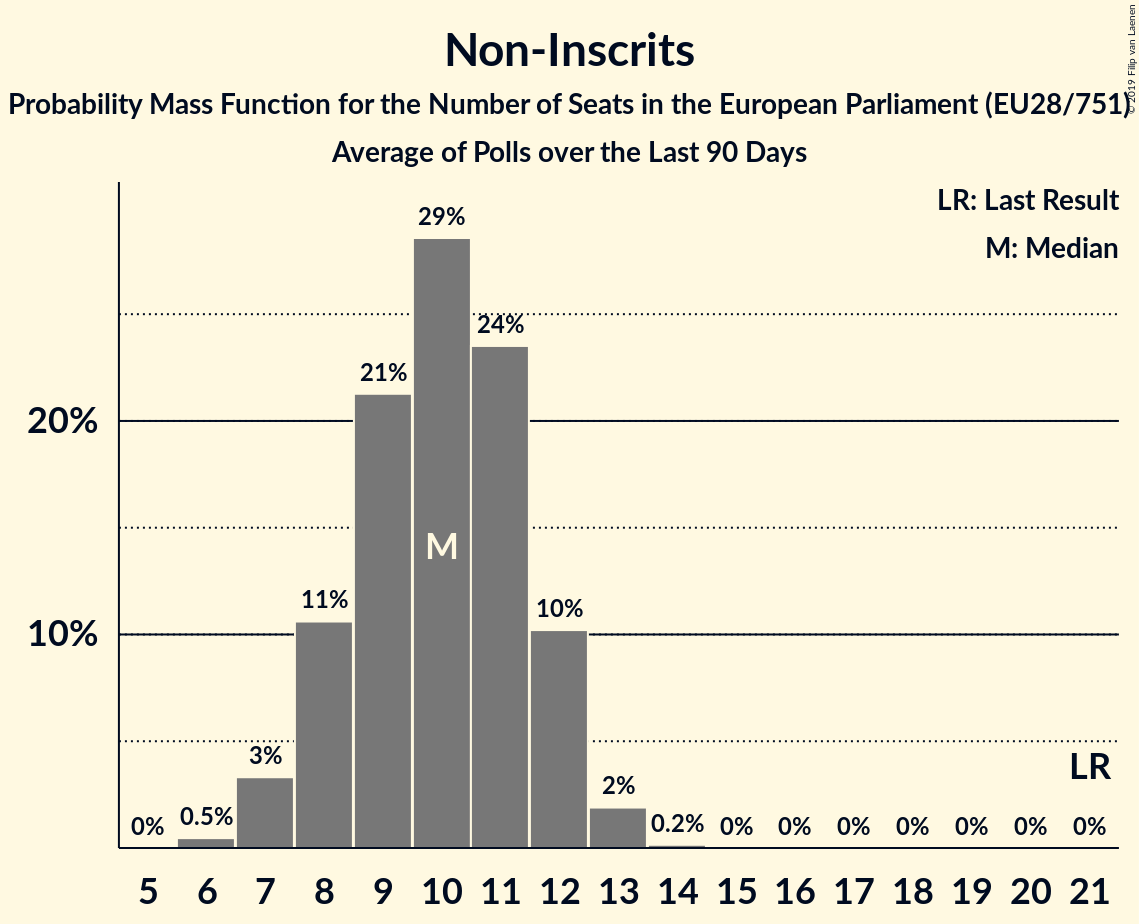 Non-Inscrits
Probability Mass Function for the Number of Seats in the European Parliament (EU28/751)
Average of Polls over the Last 90 Days
© 2019 Filip van Laenen
LR: Last Result
M: Median
29%
24%
21%
20%
M
11%
10%
10%
3%
LR
2%
0%
0.5%
0.2%
0%
0%
0%
0%
0%
0%
0%
5 6 7 8 9 10 11 12 13 14 15 16 17 18 19 20 21